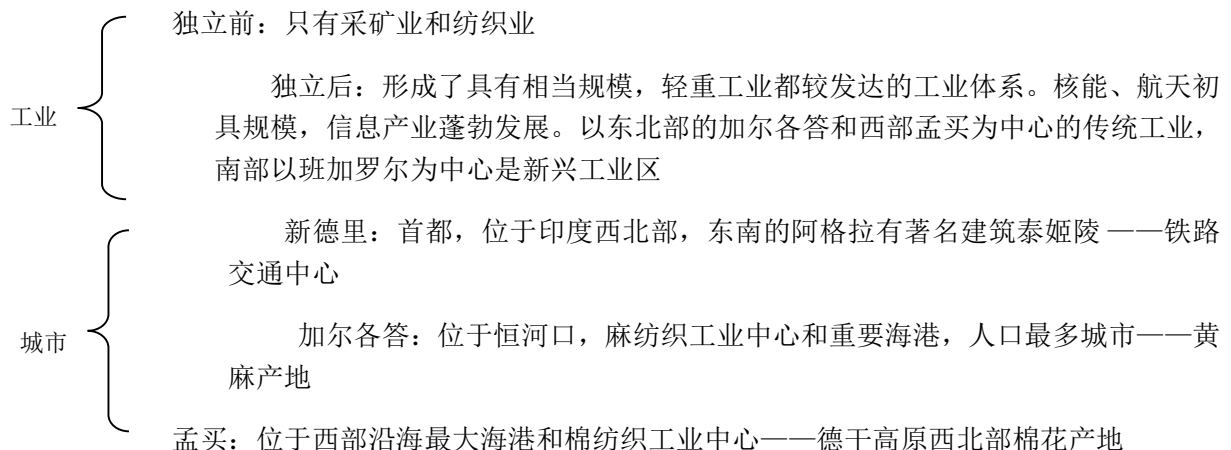 独立前：只有采矿业和纺织业
独立后：形成了具有相当规模，轻重工业都较发达的工业体系。核能、航天初
工业
具规模，信息产业蓬勃发展。以东北部的加尔各答和西部孟买为中心的传统工业，
南部以班加罗尔为中心是新兴工业区
新德里：首都，位于印度西北部，东南的阿格拉有著名建筑泰姬陵——铁路
交通中心
城市
加尔各答：位于恒河口，麻纺织工业中心和重要海港，人口最多城市——黄
麻产地
孟买：位于西部沿海最大海港和棉纺织工业中心——德干高原西北部棉花产地